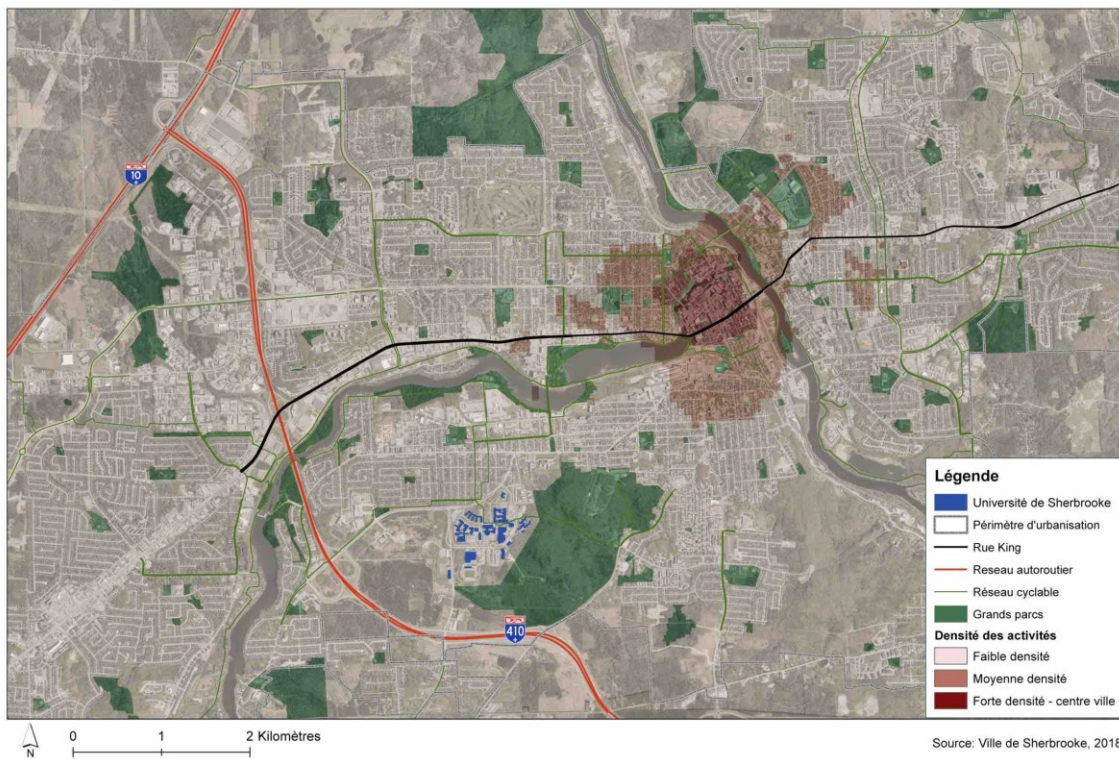 10
410
Légende
Université de Sherbrooke
Périmètre d'urbanisation
Rue King
Reseau autoroutier
Réseau cyclable
Grands parcs
Densité des activités
Faible densité
Moyenne densité
Forte densité - centre ville
N
0 1 2 Kilomètres
Source: Ville de Sherbrooke, 2018